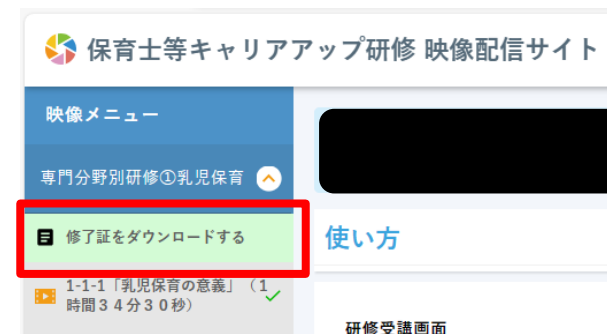 保育士等キャリアアップ研修 映像配信サイト
映像メニュー
専門分野別研修①乳児保育
修了証をダウンロードする
使い方
1-1-1「乳児保育の意義」（1
時間３４分３０秒）
研修受講画面